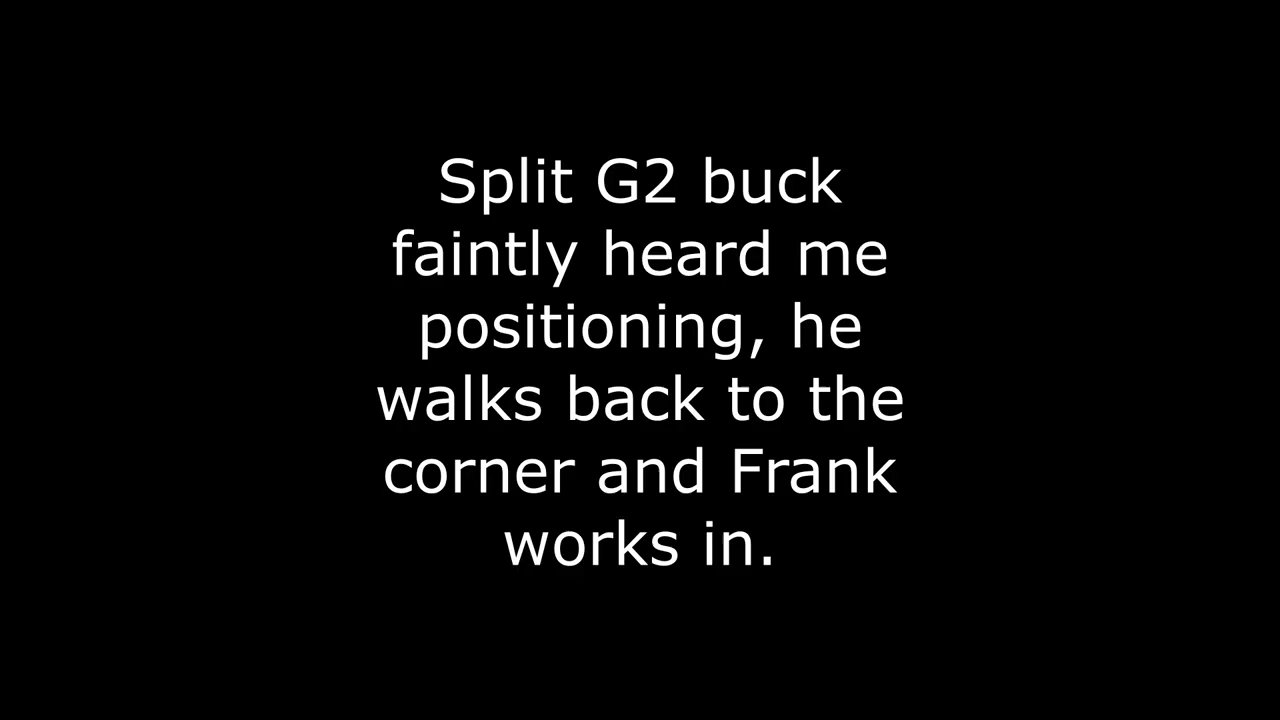 Split G2 buck
faintly heard me
positioning, he
walks back to the
corner and Frank
works in.